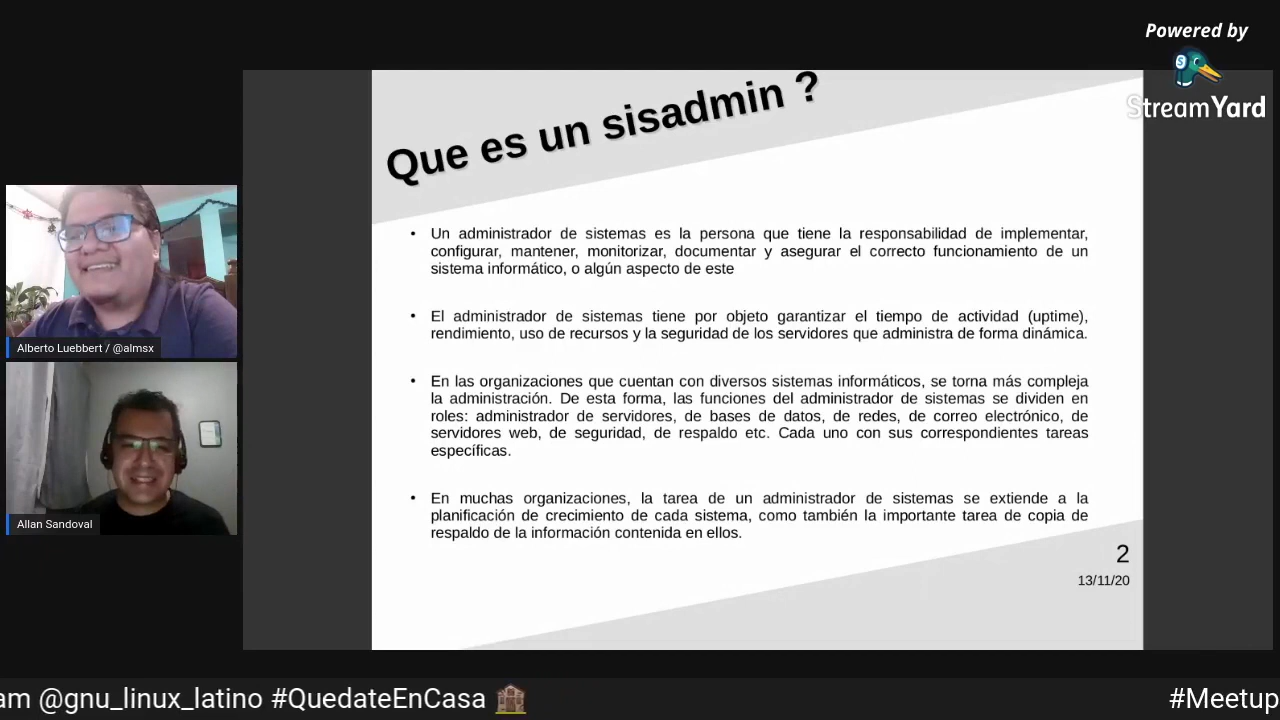 Powered by
StreamYard
Que es un sisadmin ?
• Un administrador de sistemas es la persona que tiene la responsabilidad de implementar,
configurar, mantener, monitorizar, documentar y asegurar el correcto funcionamiento de un
sistema informático, o algún aspecto de este
• El administrador de sistemas tiene por objeto garantizar el tiempo de actividad (uptime),
rendimiento, uso de recursos y la seguridad de los servidores que administra de forma dinámica.
• En las organizaciones que cuentan con diversos sistemas informáticos, se torna más compleja
la administración. De esta forma, las funciones del administrador de sistemas se dividen en
roles: administrador de servidores, de bases de datos, de redes, de correo electrónico, de
servidores web, de seguridad, de respaldo etc. Cada uno con sus correspondientes tareas
específicas.
• En muchas organizaciones, la tarea de un administrador de sistemas se extiende a la
planificación de crecimiento de cada sistema, como también la importante tarea de copia de
respaldo de la información contenida en ellos.
2
13/11/20
Alberto Luebbert / @almsx
Allan Sandoval
am @gnu_linux_latino #QuedateEnCasa 🏚 #Meetup